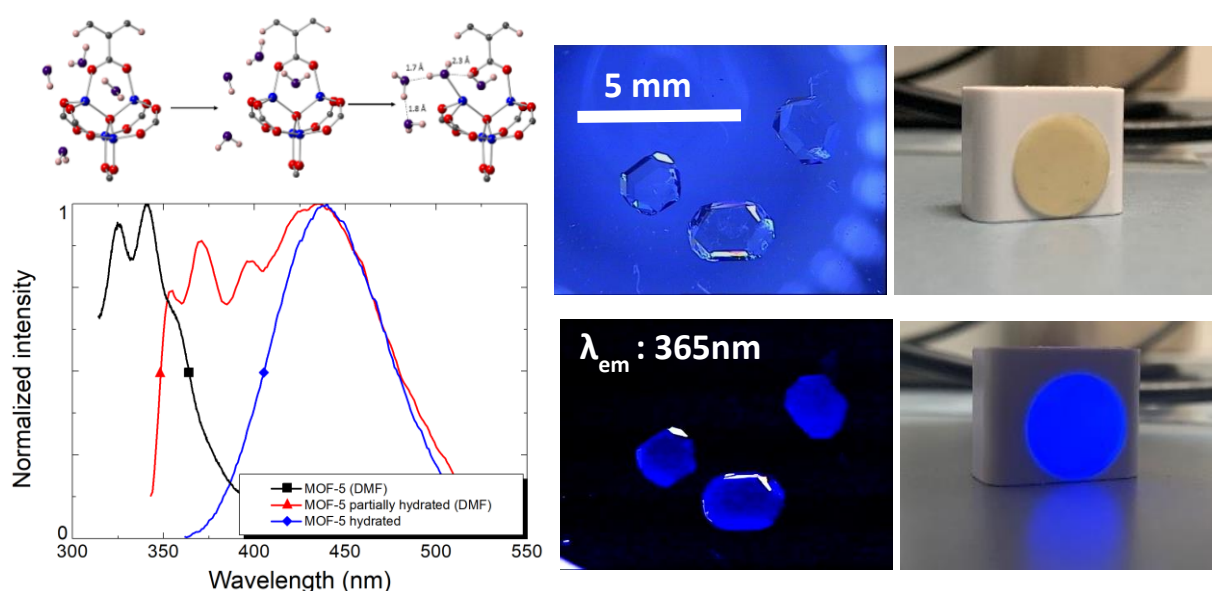 1.7 Å
2.3 Å
1.8 Å
5 mm
λem : 365nm
Normalized intensity
1
0
MOF-5 (DMF)
MOF-5 partially hydrated (DMF)
MOF-5 hydrated
300 350 400 450 500 550
Wavelength (nm)